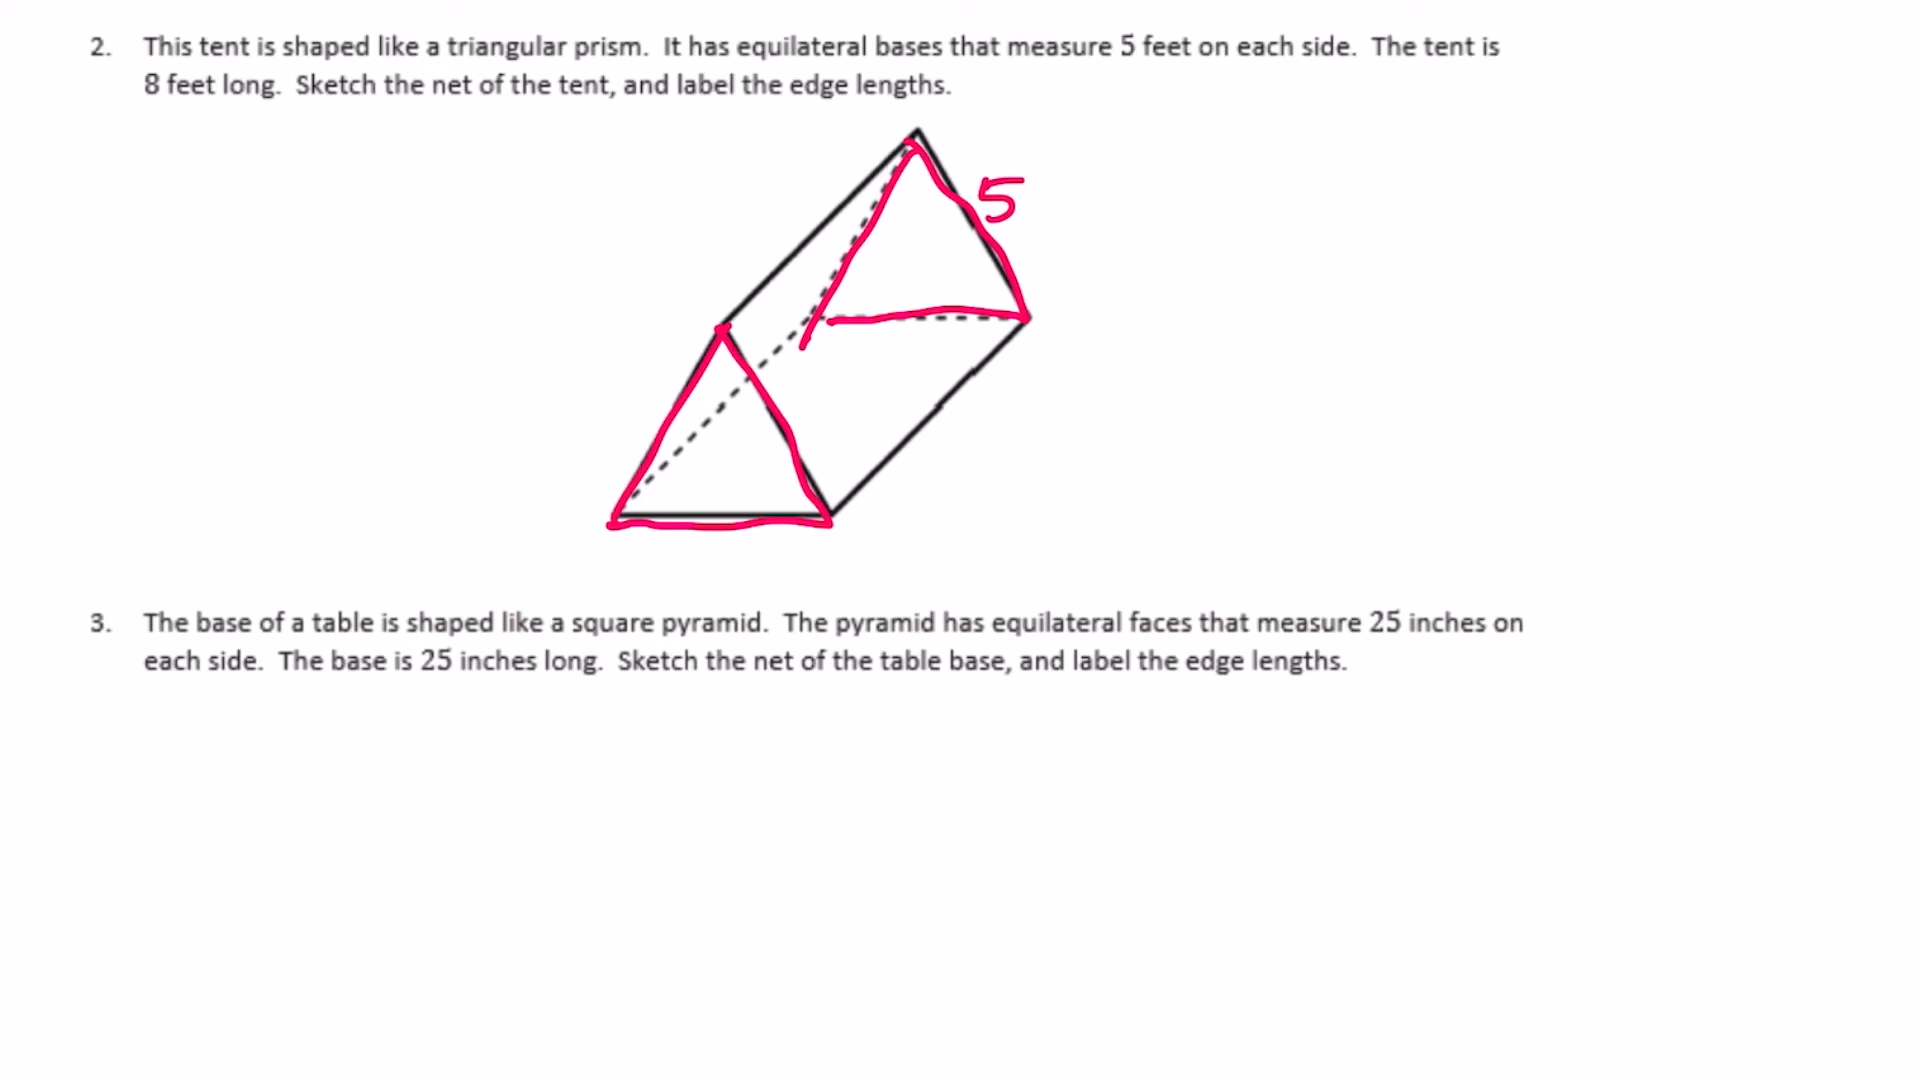 2. This tent is shaped like a triangular prism. It has equilateral bases that measure 5 feet on each side. The tent is
8 feet long. Sketch the net of the tent, and label the edge lengths.
5
3. The base of a table is shaped like a square pyramid. The pyramid has equilateral faces that measure 25 inches on
each side. The base is 25 inches long. Sketch the net of the table base, and label the edge lengths.